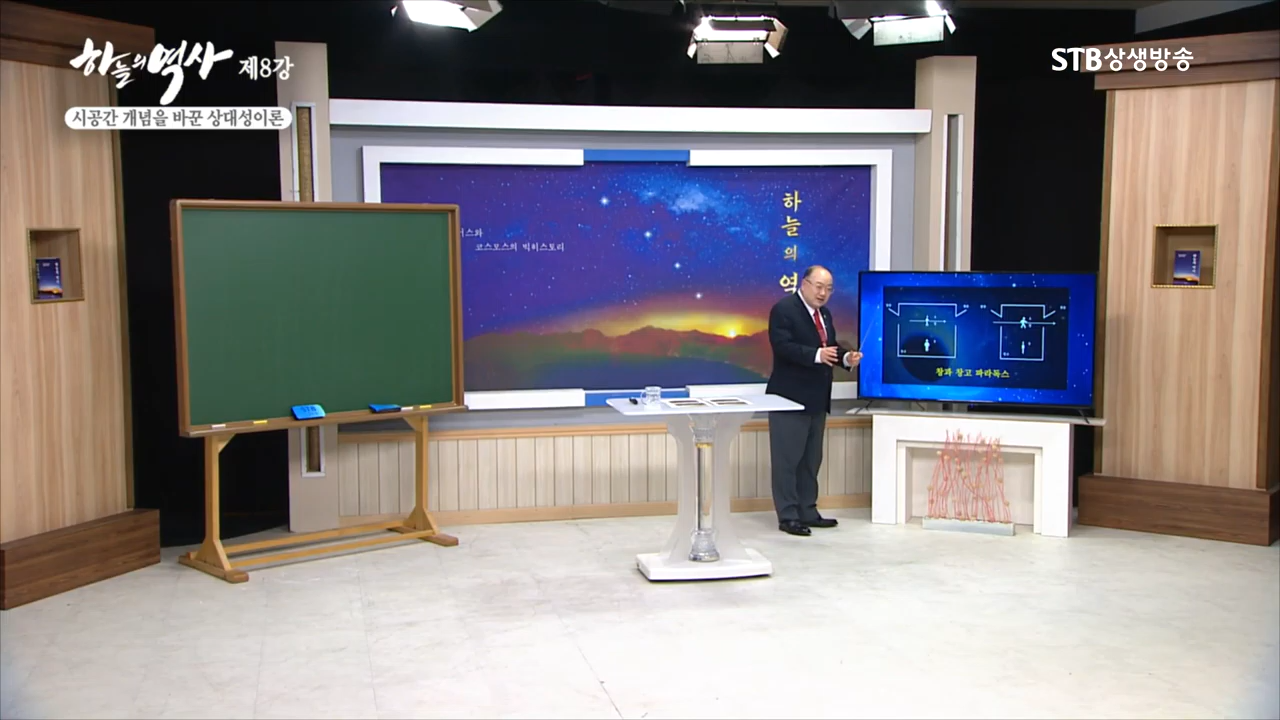 하늘의 역사 제8강
시공간 개념을 바꾼 상대성이론
STB상생방송
코스모스의 빅히스토리
하늘의 역
창과 창고 파라독스